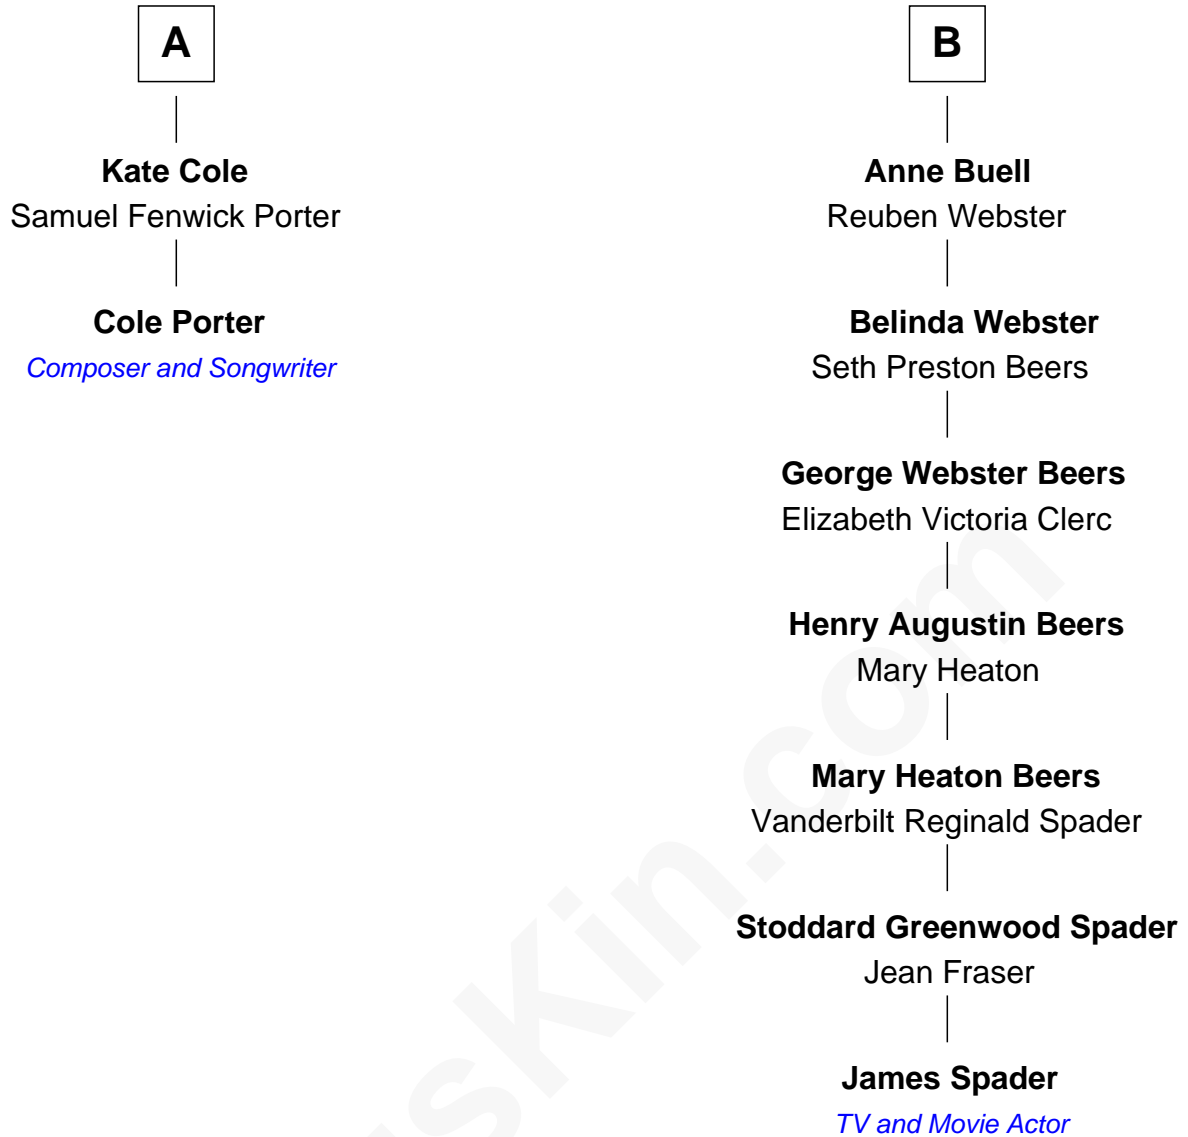 A
Kate Cole
Samuel Fenwick Porter
Cole Porter
Composer and Songwriter
B
Anne Buell
Reuben Webster
Belinda Webster
Seth Preston Beers
George Webster Beers
Elizabeth Victoria Clerc
Henry Augustin Beers
Mary Heaton
Mary Heaton Beers
Vanderbilt Reginald Spader
Stoddard Greenwood Spader
Jean Fraser
James Spader
TV and Movie Actor
sKin.com